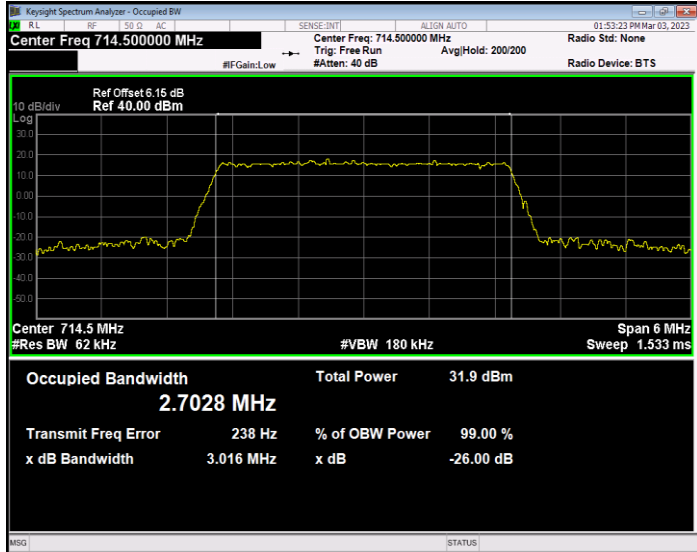 Keysight Spectrum Analyzer - Occupied BW
RL RF 50 Ω AC SENSE:INT ALIGN AUTO 01:53:23 PM Mar 03, 2023
Center Freq 714.500000 MHz Center Freq: 714.500000 MHz Radio Std: None
Trig: Free Run Avg|Hold: 200/200
#IFGain:Low #Atten: 40 dB Radio Device: BTS
Ref Offset 6.15 dB
10 dB/div Ref 40.00 dBm
Log
30.0
20.0
10.0
0.00
-10.0
-20.0
-30.0
-40.0
-50.0
Center 714.5 MHz Span 6 MHz
#Res BW 62 kHz #VBW 180 kHz Sweep 1.533 ms
Occupied Bandwidth Total Power 31.9 dBm
2.7028 MHz
Transmit Freq Error 238 Hz % of OBW Power 99.00 %
x dB Bandwidth 3.016 MHz x dB -26.00 dB
MSG STATUS